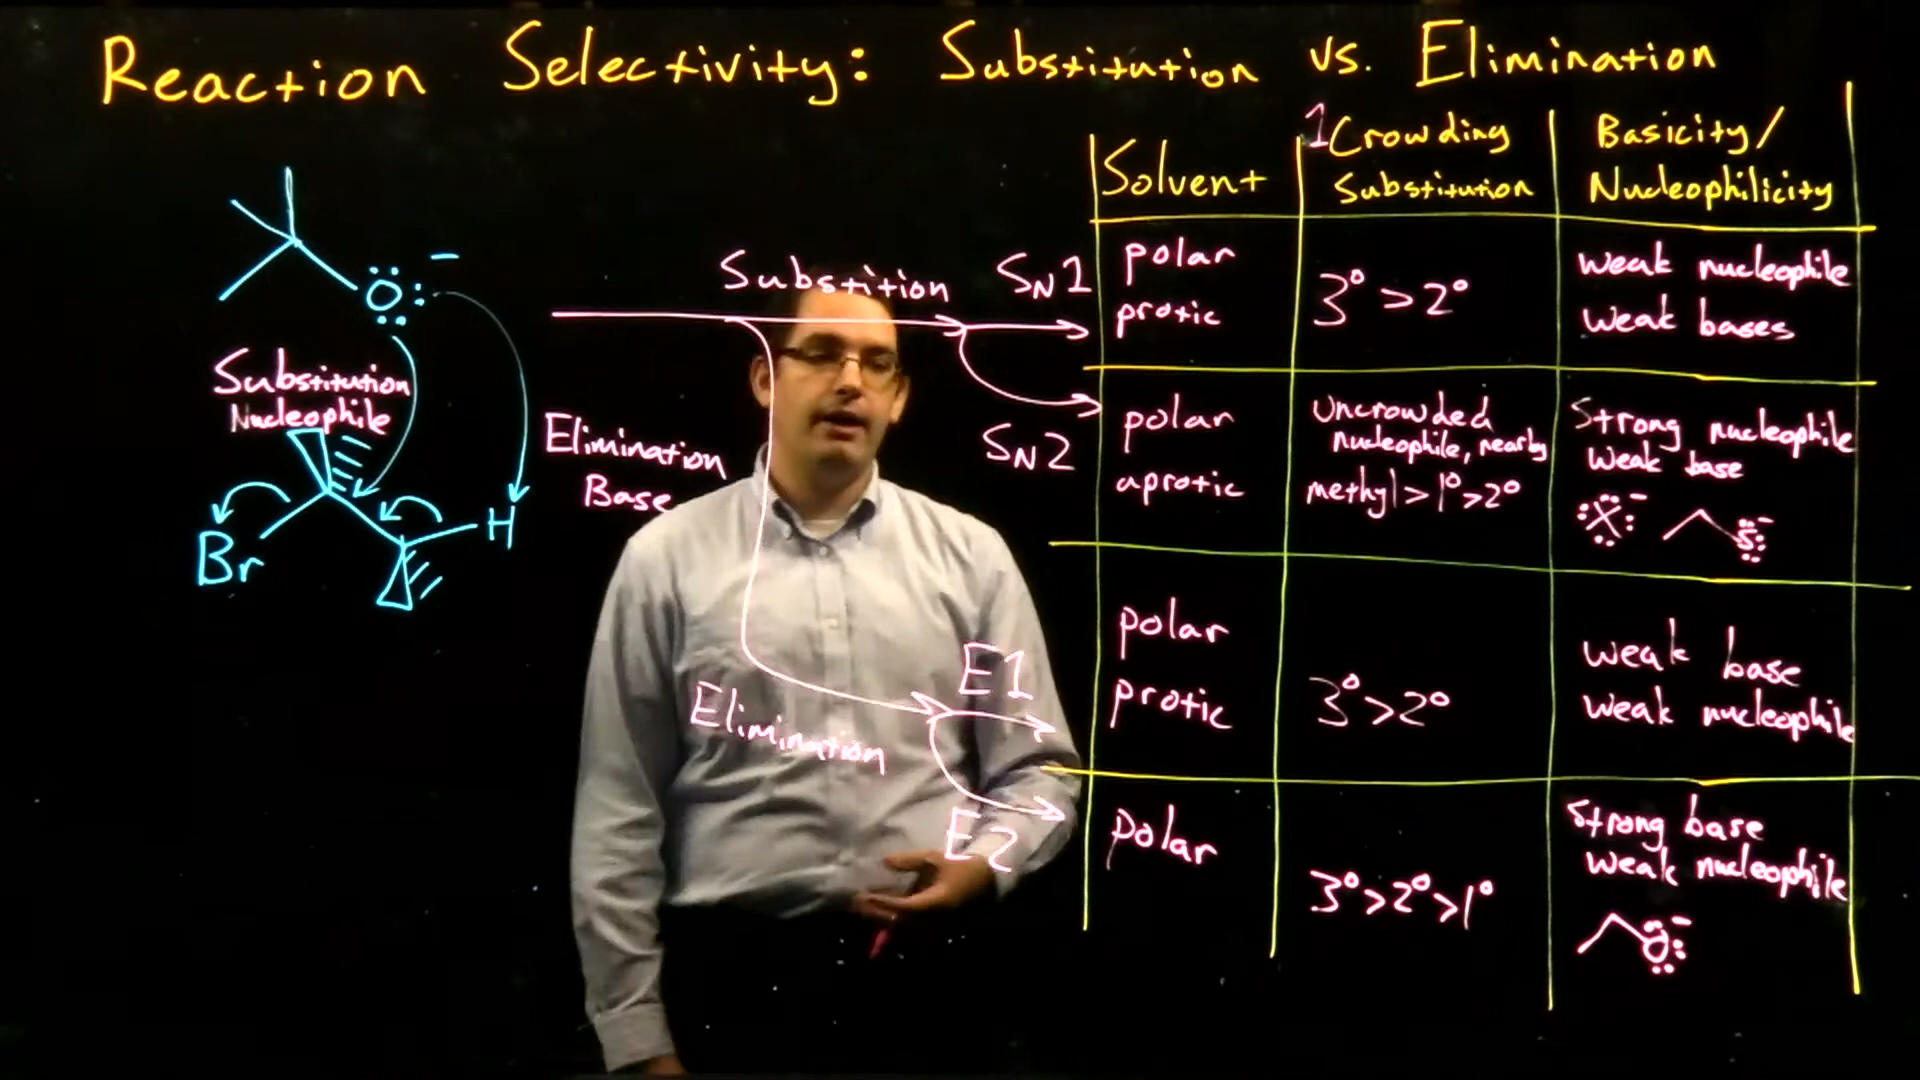 Reaction Selectivity: Substitution vs. Elimination
Solvent
1 Crowding
Substitution
Basicity/
Nucleophilicity
O: −
Substitution
Nucleophile
Br
H
Elimination
Base
Substition
SN1
SN2
Elimination
E1
E2
polar
protic
3° > 2°
weak nucleophile
weak bases
polar
aprotic
Uncrowded
nucleophile, nearby
methyl > 1° > 2°
Strong nucleophile
weak base
:X: −
S: −
polar
protic
3° > 2°
weak base
weak nucleophile
polar
3° > 2° > 1°
Strong base
weak nucleophile
O: −